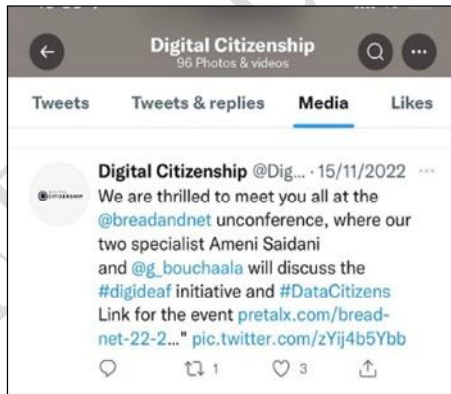 Digital Citizenship
96 Photos & videos
Tweets Tweets & replies Media Likes
Digital Citizenship @Dig... · 15/11/2022
We are thrilled to meet you all at the
@breadandnet unconference, where our
two specialist Ameni Saidani
and @g_bouchaala will discuss the
#digideaf initiative and #DataCitizens
Link for the event pretalx.com/bread-
net-22-2..." pic.twitter.com/zYij4b5Ybb
1 3